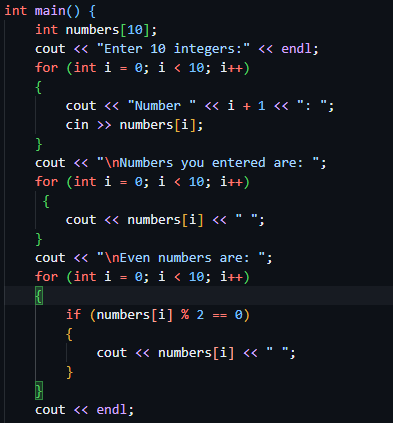 int main() {
    int numbers[10];
    cout << "Enter 10 integers:" << endl;
    for (int i = 0; i < 10; i++)
    {
        cout << "Number " << i + 1 << ": ";
        cin >> numbers[i];
    }
    cout << "\nNumbers you entered are: ";
    for (int i = 0; i < 10; i++)
     {
        cout << numbers[i] << " ";
    }
    cout << "\nEven numbers are: ";
    for (int i = 0; i < 10; i++)
    {
        if (numbers[i] % 2 == 0)
        {
            cout << numbers[i] << " ";
        }
    }
    cout << endl;